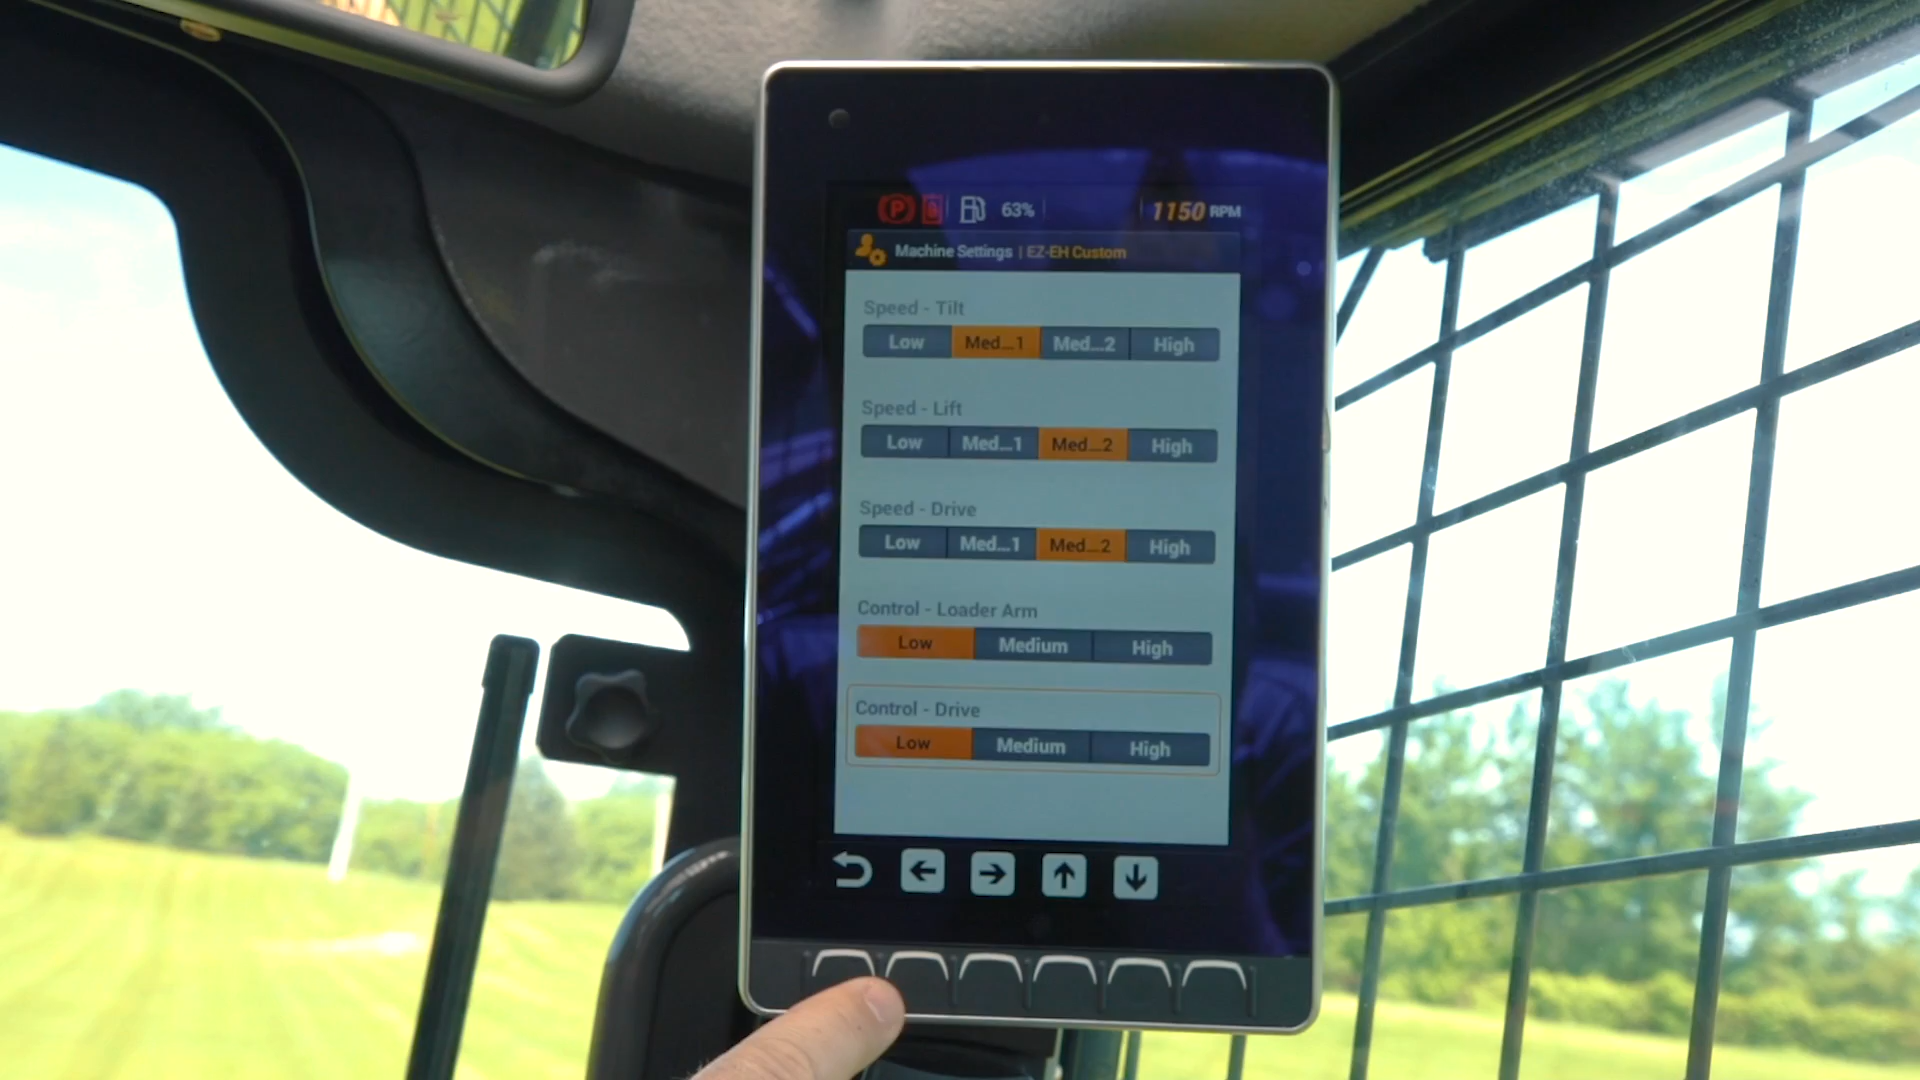 P 63% 1150 RPM
Machine Settings | EZ-EH Custom
Speed - Tilt
Low Med...1 Med...2 High
Speed - Lift
Low Med...1 Med...2 High
Speed - Drive
Low Med...1 Med...2 High
Control - Loader Arm
Low Medium High
Control - Drive
Low Medium High